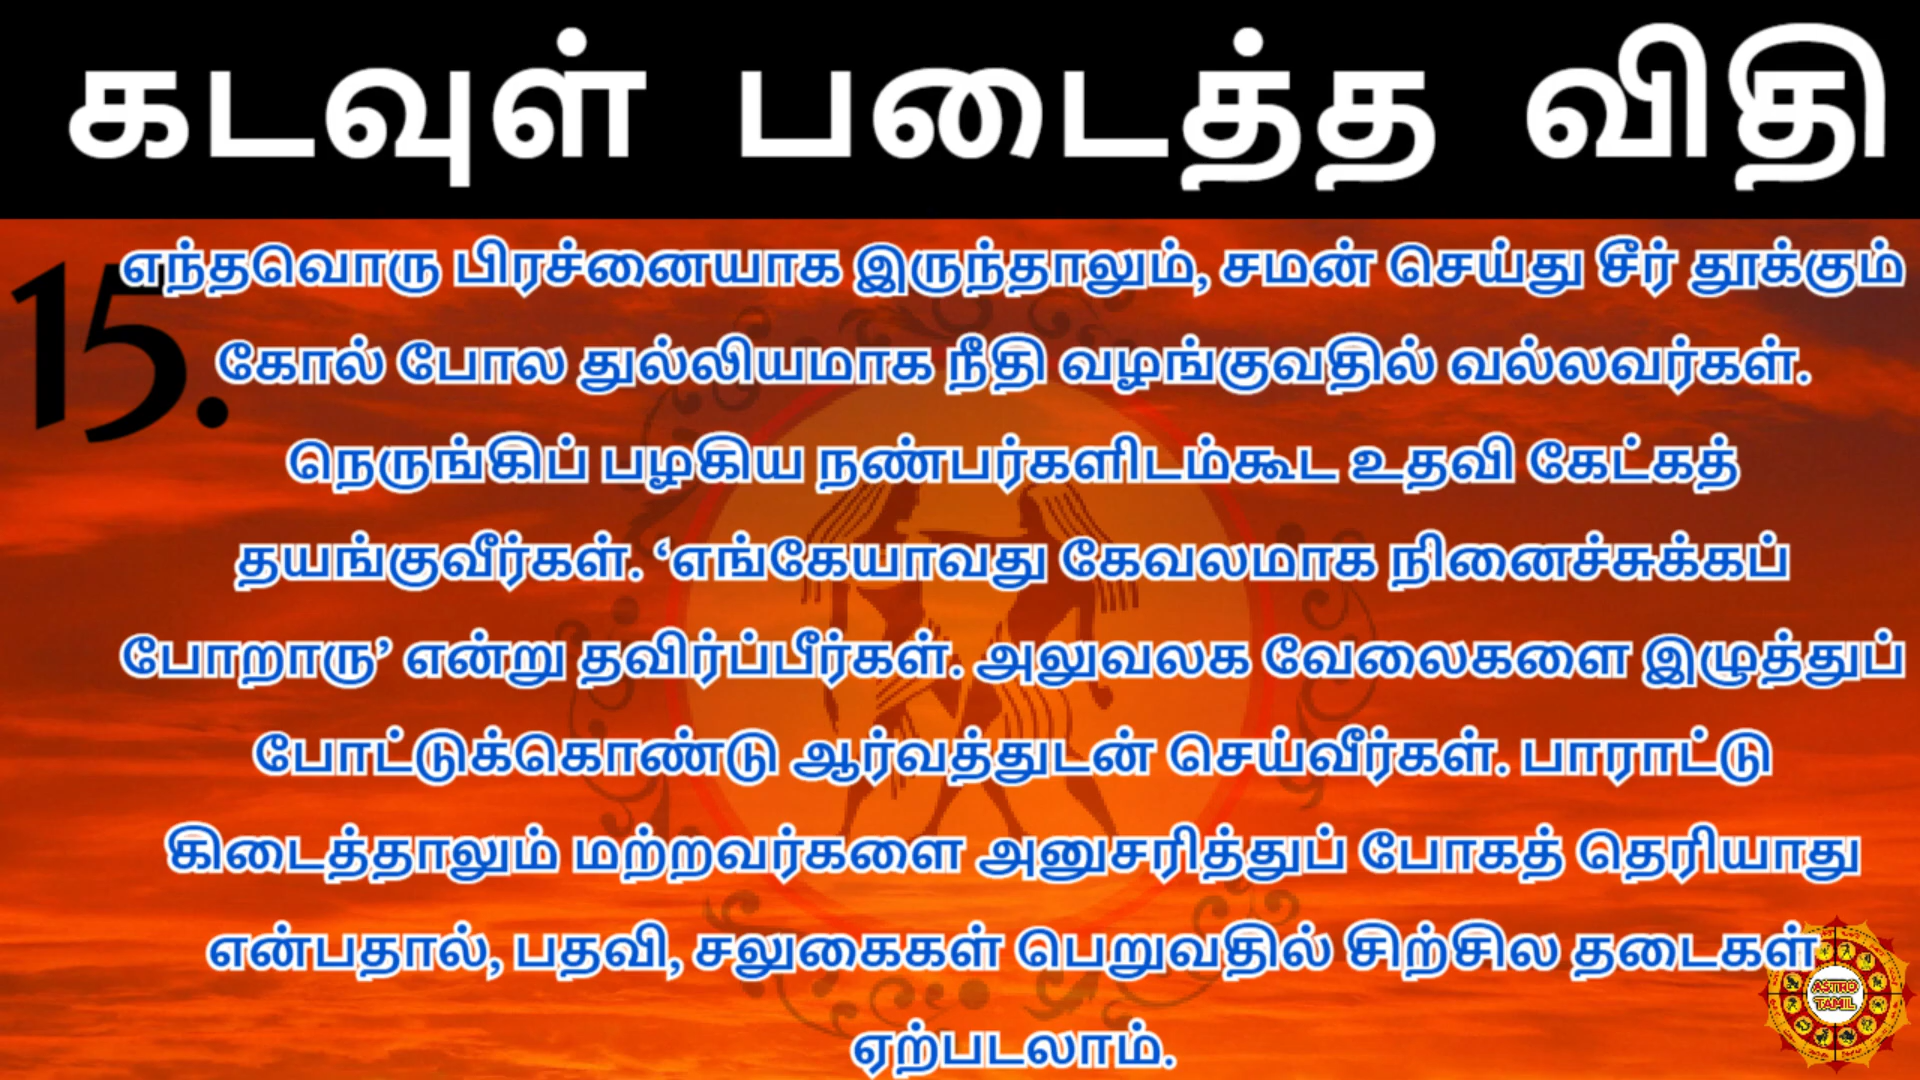 கடவுள் படைத்த விதி
15.
எந்தவொரு பிரச்னையாக இருந்தாலும், சமன் செய்து சீர் தூக்கும்
கோல் போல துல்லியமாக நீதி வழங்குவதில் வல்லவர்கள்.
நெருங்கிப் பழகிய நண்பர்களிடம்கூட உதவி கேட்கத்
தயங்குவீர்கள். ‘எங்கேயாவது கேவலமாக நினைச்சுக்கப்
போறாரு’ என்று தவிர்ப்பீர்கள். அலுவலக வேலைகளை இழுத்துப்
போட்டுக்கொண்டு ஆர்வத்துடன் செய்வீர்கள். பாராட்டு
கிடைத்தாலும் மற்றவர்களை அனுசரித்துப் போகத் தெரியாது
என்பதால், பதவி, சலுகைகள் பெறுவதில் சிற்சில தடைகள்
ஏற்படலாம்.
ASTRO
TAMIL